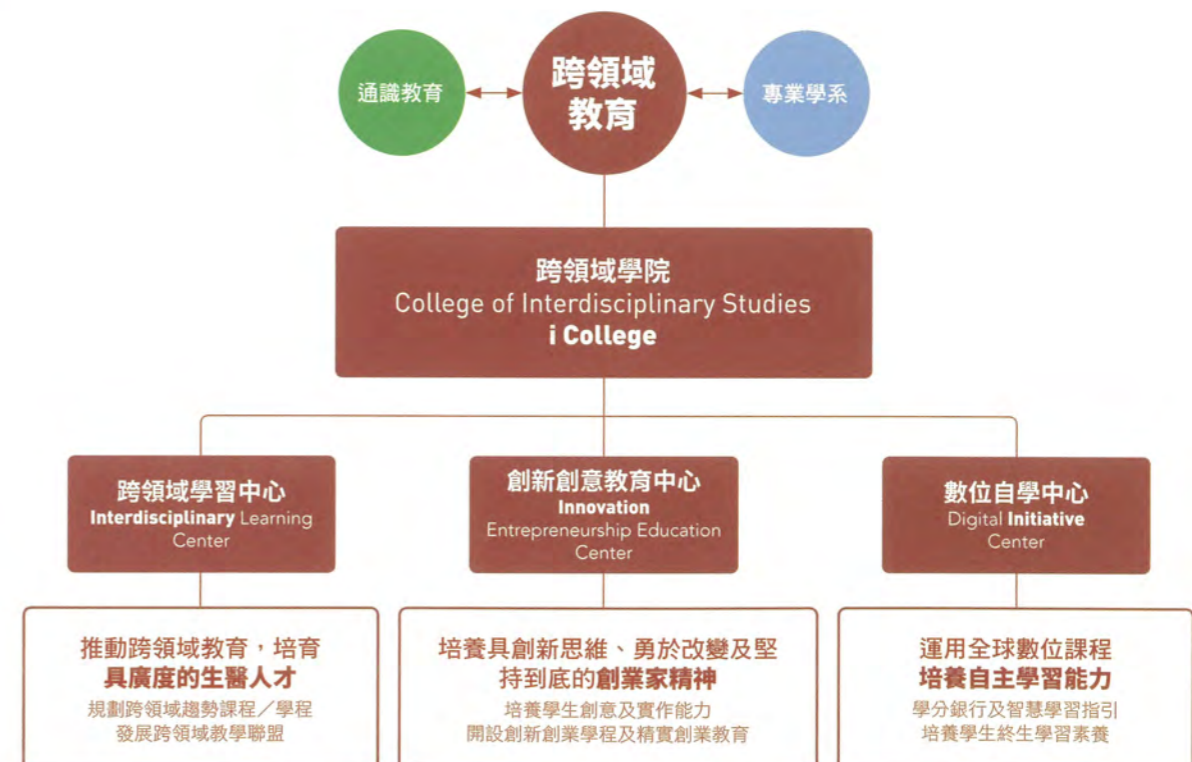 通識教育
跨領域
教育
專業學系
跨領域學院
College of Interdisciplinary Studies
i College
跨領域學習中心
Interdisciplinary Learning
Center
創新創意教育中心
Innovation
Entrepreneurship Education
Center
數位自學中心
Digital Initiative
Center
推動跨領域教育，培育
具廣度的生醫人才
規劃跨領域趨勢課程／學程
發展跨領域教學聯盟
培養具創新思維、勇於改變及堅
持到底的創業家精神
培養學生創意及實作能力
開設創新創業學程及精實創業教育
運用全球數位課程
培養自主學習能力
學分銀行及智慧學習指引
培養學生終生學習素養